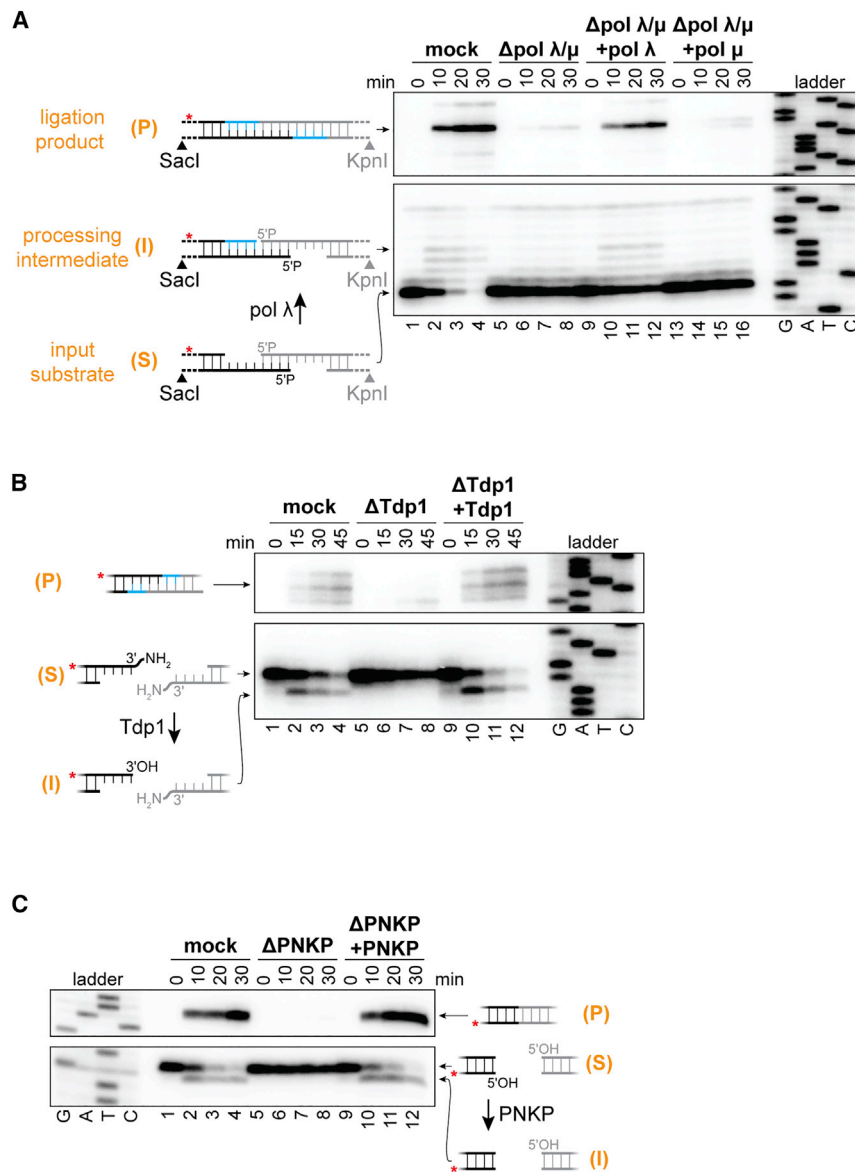 A
mock
Δpol λ/μ
Δpol λ/μ
+pol λ
Δpol λ/μ
+pol μ
min
0 10 20 30 0 10 20 30 0 10 20 30 0 10 20 30
ladder
ligation
product
(P)
*
SacI
KpnI
processing
intermediate
(I)
*
5'P
5'P
SacI
KpnI
pol λ
input
substrate
(S)
*
5'P
5'P
SacI
KpnI
1 2 3 4 5 6 7 8 9 10 11 12 13 14 15 16
G A T C
B
mock
ΔTdp1
ΔTdp1
+Tdp1
min
0 15 30 45 0 15 30 45 0 15 30 45
ladder
(P)
*
(S)
*
3'
NH2
H2N
3'
Tdp1
(I)
*
3'OH
H2N
3'
1 2 3 4 5 6 7 8 9 10 11 12
G A T C
C
mock
ΔPNKP
ΔPNKP
+PNKP
ladder
0 10 20 30 0 10 20 30 0 10 20 30
min
*
(P)
5'OH
(S)
*
5'OH
PNKP
5'OH
(I)
*
G A T C
1 2 3 4 5 6 7 8 9 10 11 12